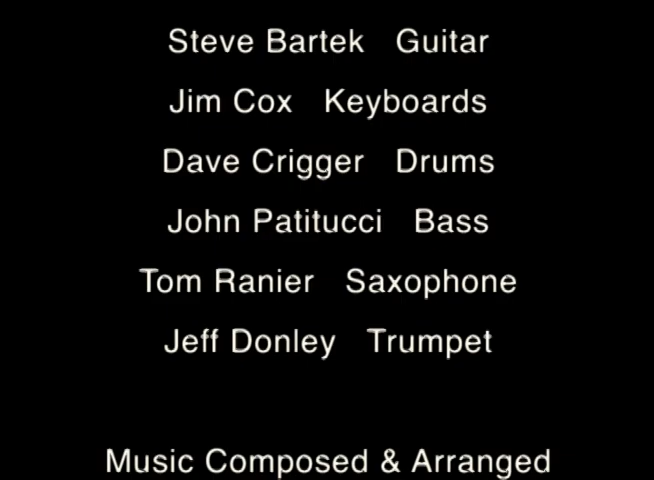 Steve Bartek Guitar
Jim Cox Keyboards
Dave Crigger Drums
John Patitucci Bass
Tom Ranier Saxophone
Jeff Donley Trumpet
Music Composed & Arranged